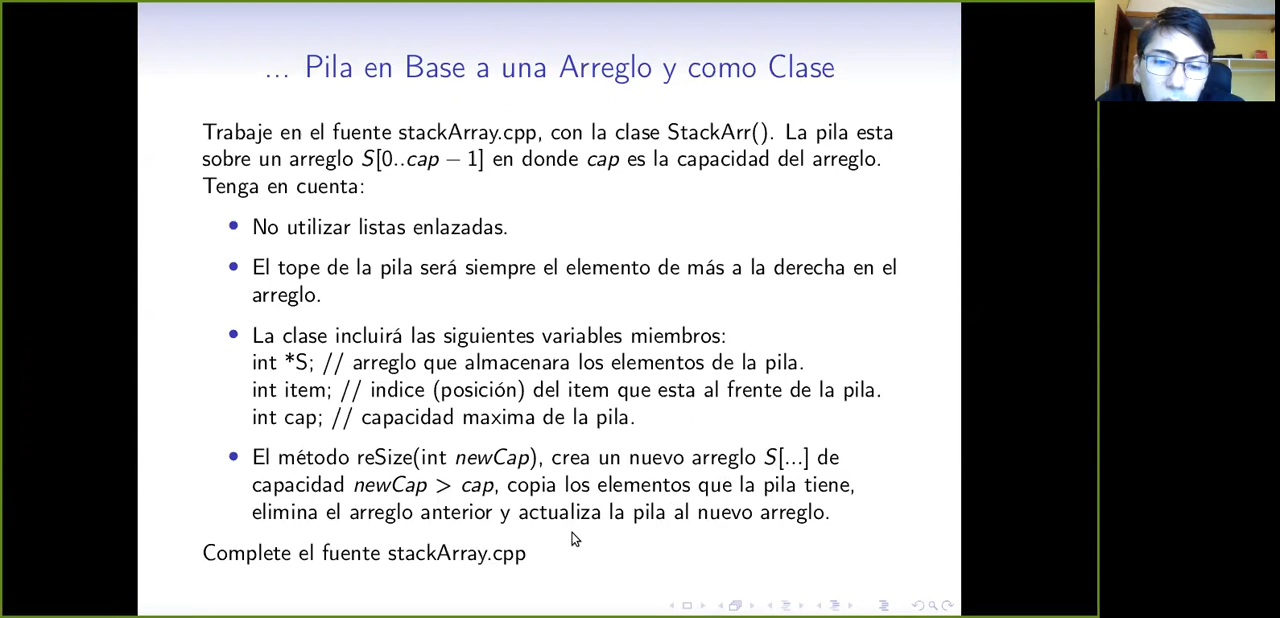 ... Pila en Base a una Arreglo y como Clase
Trabaje en el fuente stackArray.cpp, con la clase StackArr(). La pila esta
sobre un arreglo S[0..cap − 1] en donde cap es la capacidad del arreglo.
Tenga en cuenta:
• No utilizar listas enlazadas.
• El tope de la pila será siempre el elemento de más a la derecha en el
arreglo.
• La clase incluirá las siguientes variables miembros:
int *S; // arreglo que almacenara los elementos de la pila.
int item; // indice (posición) del item que esta al frente de la pila.
int cap; // capacidad maxima de la pila.
• El método reSize(int newCap), crea un nuevo arreglo S[...] de
capacidad newCap > cap, copia los elementos que la pila tiene,
elimina el arreglo anterior y actualiza la pila al nuevo arreglo.
Complete el fuente stackArray.cpp